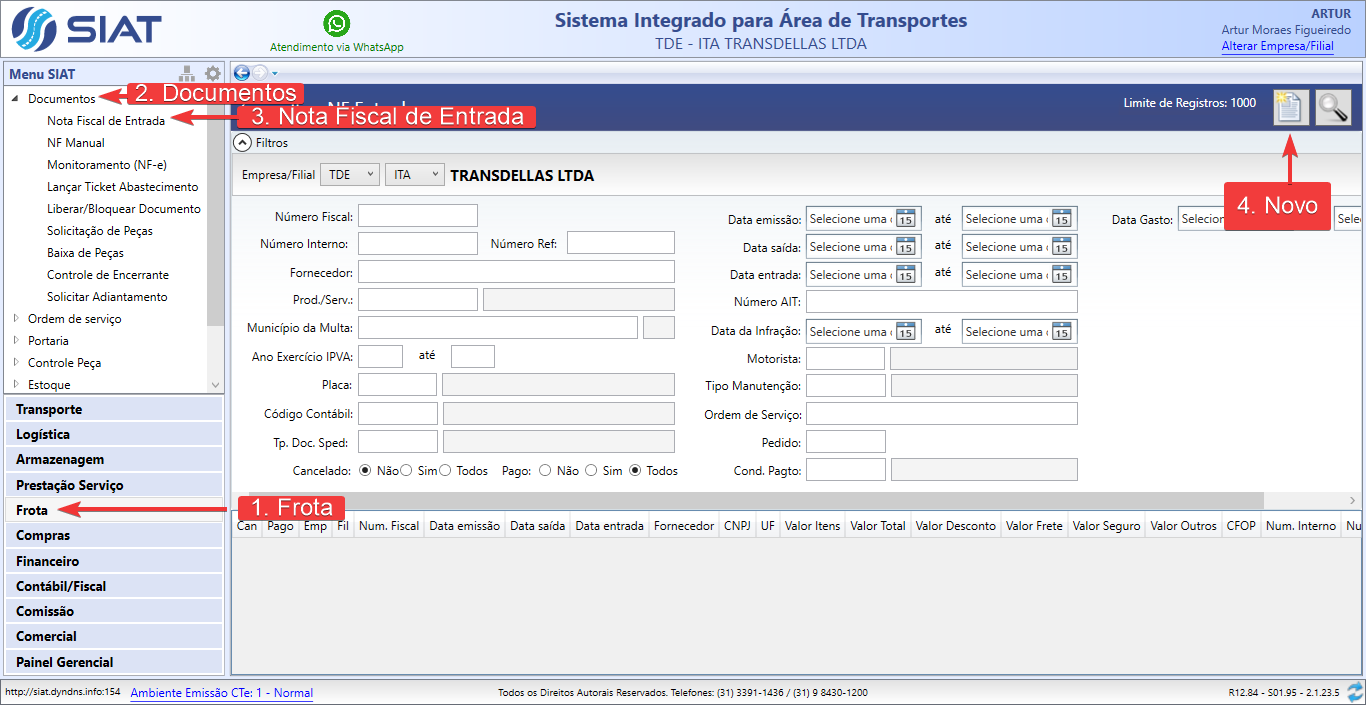 SIAT
Atendimento via WhatsApp
Sistema Integrado para Área de Transportes
TDE - ITA TRANSDELLAS LTDA
ARTUR
Artur Moraes Figueiredo
Alterar Empresa/Filial
Menu SIAT
Documentos
2. Documentos
Nota Fiscal de Entrada
3. Nota Fiscal de Entrada
NF Manual
Monitoramento (NF-e)
Lançar Ticket Abastecimento
Liberar/Bloquear Documento
Solicitação de Peças
Baixa de Peças
Controle de Encerrante
Solicitar Adiantamento
Ordem de serviço
Portaria
Controle Peça
Estoque
Transporte
Logística
Armazenagem
Prestação Serviço
Frota
1. Frota
Compras
Financeiro
Contábil/Fiscal
Comissão
Comercial
Painel Gerencial
Limite de Registros: 1000
4. Novo
Filtros
Empresa/Filial TDE ITA TRANSDELLAS LTDA
Número Fiscal:
Número Interno: Número Ref:
Fornecedor:
Prod./Serv.:
Município da Multa:
Ano Exercício IPVA: até
Placa:
Código Contábil:
Tp. Doc. Sped:
Cancelado: Não Sim Todos Pago: Não Sim Todos
Data emissão: Selecione uma 15 até Selecione uma 15 Data Gasto:
Data saída: Selecione uma 15 até Selecione uma 15
Data entrada: Selecione uma 15 até Selecione uma 15
Número AIT:
Data da Infração: Selecione uma 15 até Selecione uma 15
Motorista:
Tipo Manutenção:
Ordem de Serviço:
Pedido:
Cond. Pagto:
Can Pago Emp Fil Num. Fiscal Data emissão Data saída Data entrada Fornecedor CNPJ UF Valor Itens Valor Total Valor Desconto Valor Frete Valor Seguro Valor Outros CFOP Num. Interno Nu
http://siat.dyndns.info:154 Ambiente Emissão CTe: 1 - Normal Todos os Direitos Autorais Reservados. Telefones: (31) 3391-1436 / (31) 9 8430-1200 R12.84 - S01.95 - 2.1.23.5